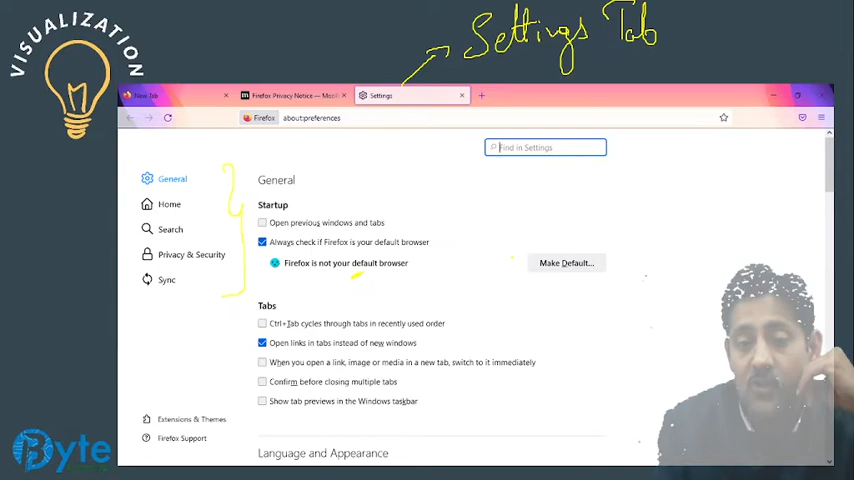 VISUALIZATION
Settings Tab
New Tab
Firefox Privacy Notice — Mozil
Settings
Firefox
about:preferences
Find in Settings
General
Home
Search
Privacy & Security
Sync
Extensions & Themes
Firefox Support
General
Startup
Open previous windows and tabs
Always check if Firefox is your default browser
Firefox is not your default browser
Make Default...
Tabs
Ctrl+Tab cycles through tabs in recently used order
Open links in tabs instead of new windows
When you open a link, image or media in a new tab, switch to it immediately
Confirm before closing multiple tabs
Show tab previews in the Windows taskbar
Language and Appearance
Byte